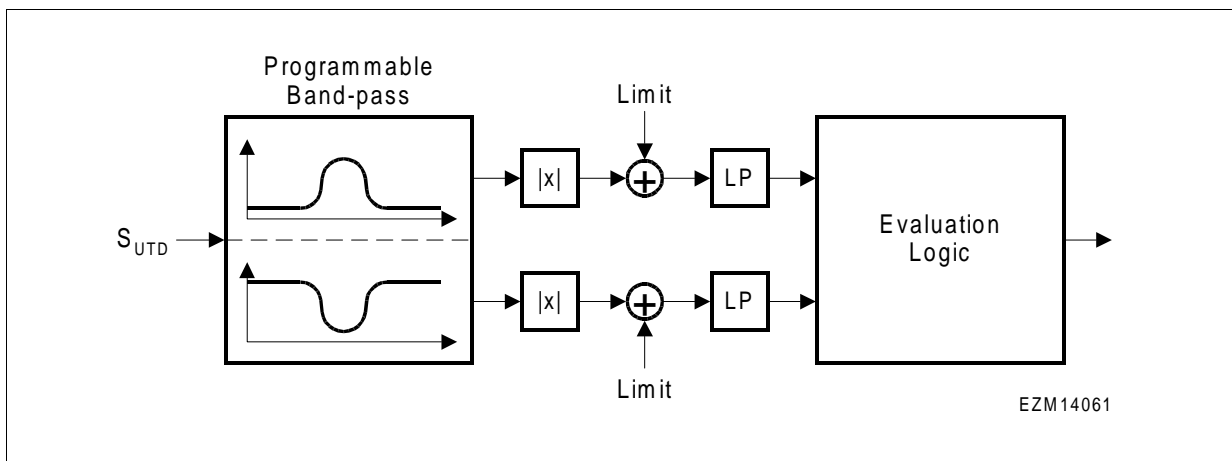 Programmable
Band-pass
Limit
|x|
+
LP
S_UTD
Evaluation
Logic
|x|
+
LP
Limit
EZM14061